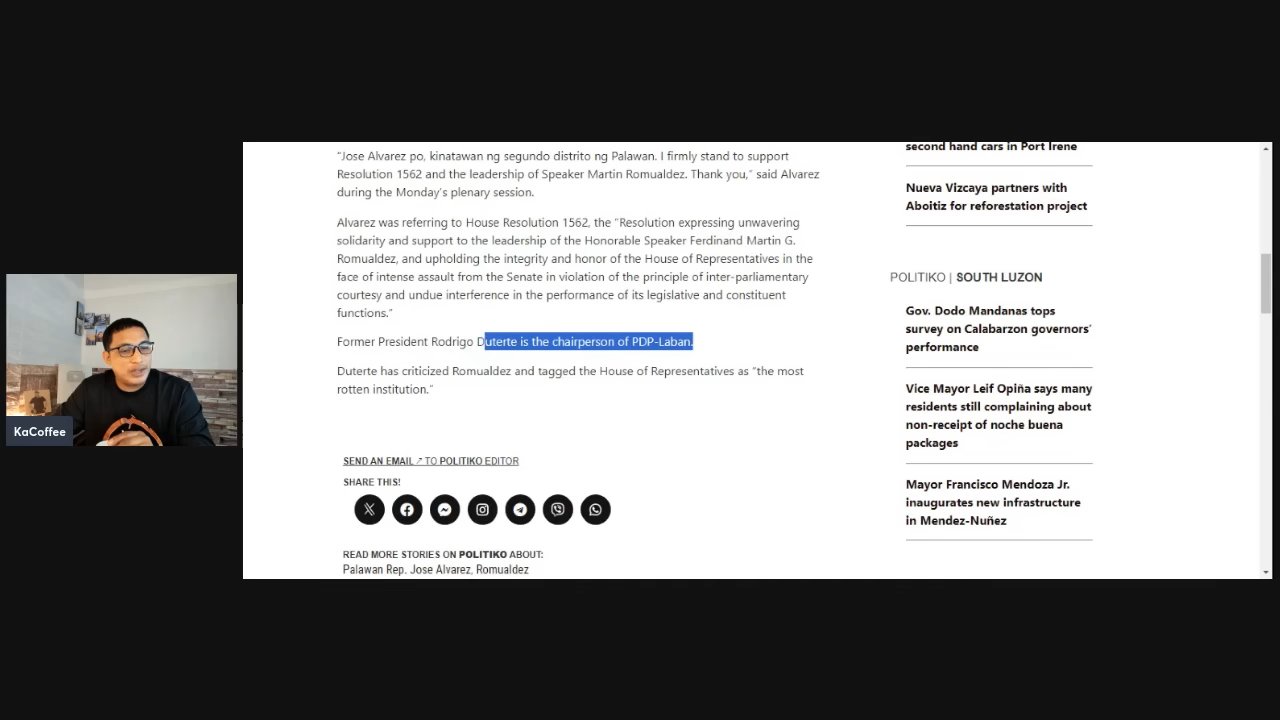 "Jose Alvarez po, kinatawan ng segundo distrito ng Palawan. I firmly stand to support
Resolution 1562 and the leadership of Speaker Martin Romualdez. Thank you," said Alvarez
during the Monday's plenary session.
Alvarez was referring to House Resolution 1562, the "Resolution expressing unwavering
solidarity and support to the leadership of the Honorable Speaker Ferdinand Martin G.
Romualdez, and upholding the integrity and honor of the House of Representatives in the
face of intense assault from the Senate in violation of the principle of inter-parliamentary
courtesy and undue interference in the performance of its legislative and constituent
functions."
Former President Rodrigo Duterte is the chairperson of PDP-Laban.
Duterte has criticized Romualdez and tagged the House of Representatives as "the most
rotten institution."
SEND AN EMAIL ↗ TO POLITIKO EDITOR
SHARE THIS!
READ MORE STORIES ON POLITIKO ABOUT:
Palawan Rep. Jose Alvarez, Romualdez
second hand cars in Port Irene
Nueva Vizcaya partners with
Aboitiz for reforestation project
POLITIKO | SOUTH LUZON
Gov. Dodo Mandanas tops
survey on Calabarzon governors'
performance
Vice Mayor Leif Opiña says many
residents still complaining about
non-receipt of noche buena
packages
Mayor Francisco Mendoza Jr.
inaugurates new infrastructure
in Mendez-Nuñez
KaCoffee